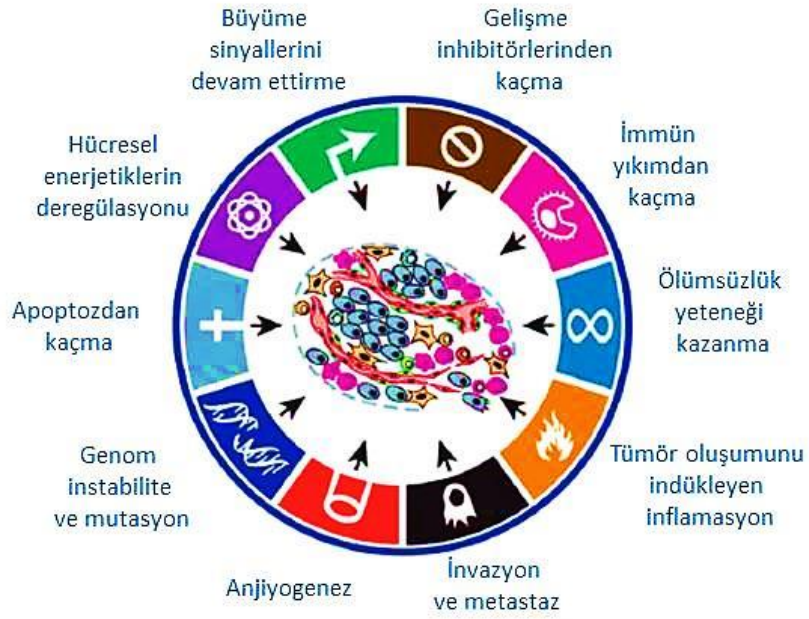 Büyüme
sinyallerini
devam ettirme
Gelişme
inhibitörlerinden
kaçma
Hücresel
enerjetiklerin
deregülasyonu
İmmün
yıkımdan
kaçma
Apoptozdan
kaçma
Ölümsüzlük
yeteneği
kazanma
Genom
instabilite
ve mutasyon
Tümör oluşumunu
indükleyen
inflamasyon
Anjiyogenez
İnvazyon
ve metastaz